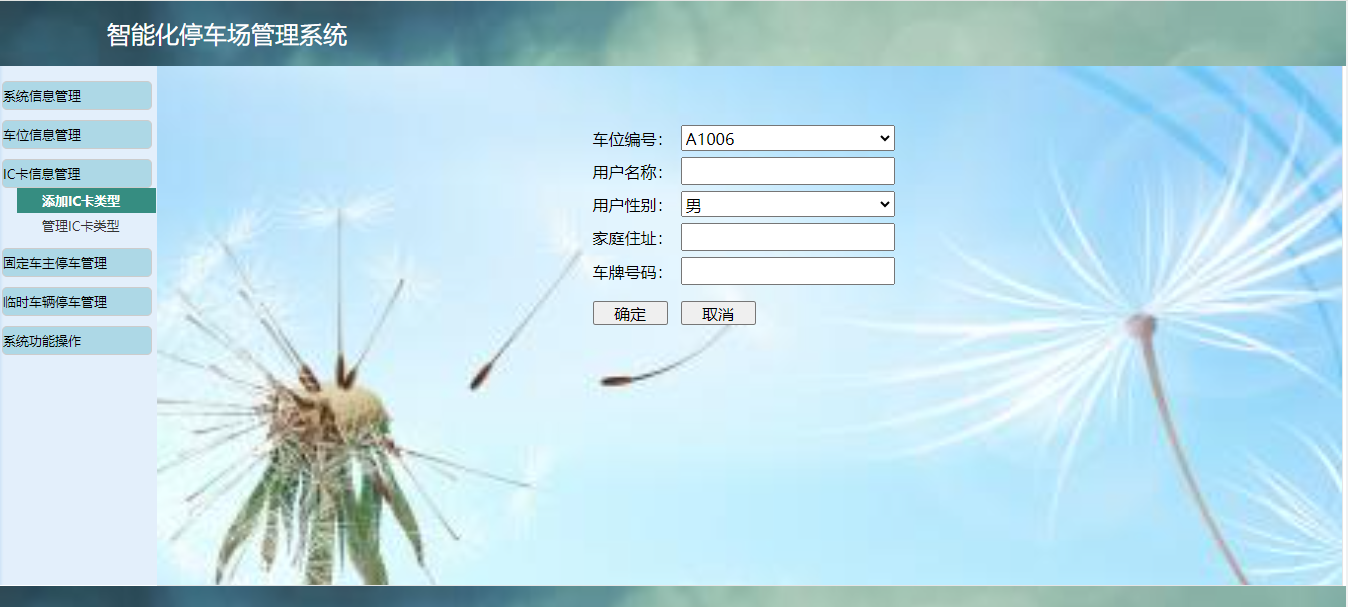 智能化停车场管理系统
系统信息管理
车位信息管理
IC卡信息管理
添加IC卡类型
管理IC卡类型
固定车主停车管理
临时车辆停车管理
系统功能操作
车位编号： A1006
用户名称：
用户性别： 男
家庭住址：
车牌号码：
确定 取消